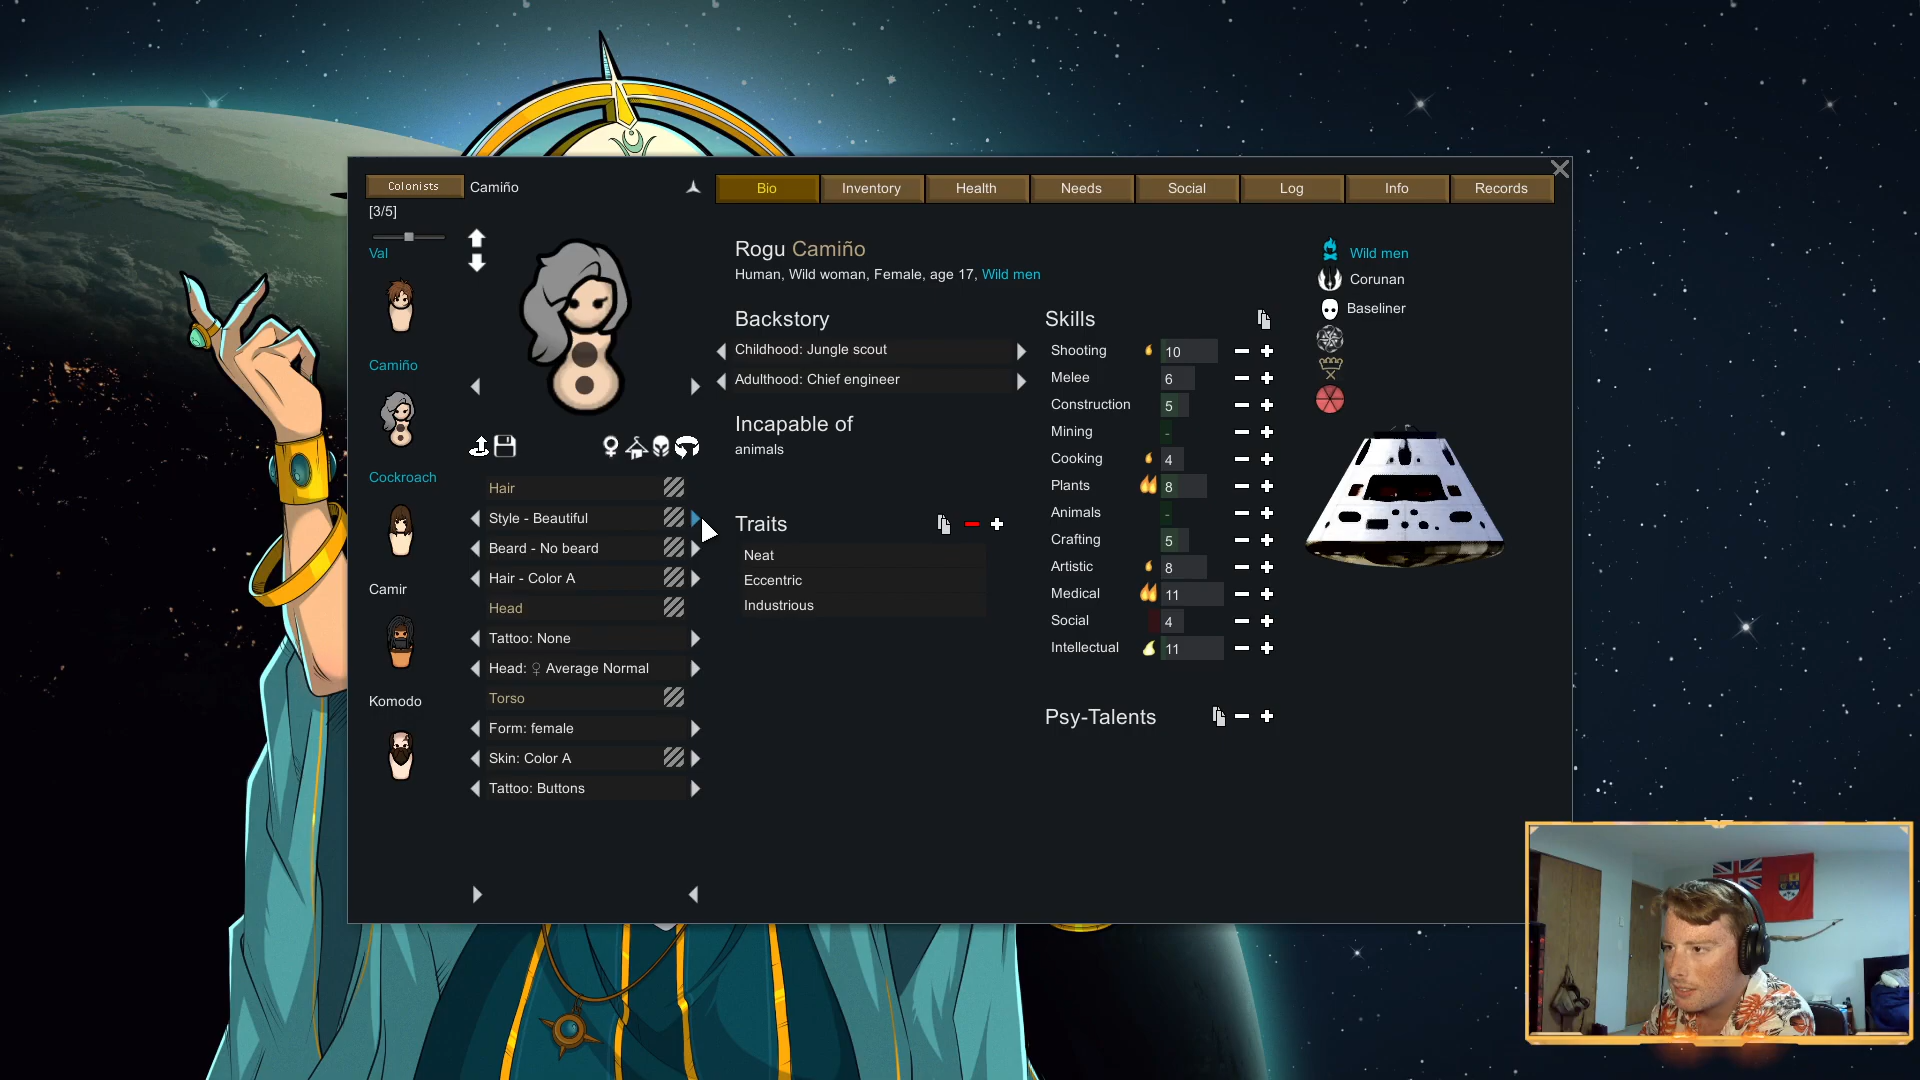 Colonists
Camiño
[3/5]
Val
Camiño
Cockroach
Camir
Komodo
Hair
Style - Beautiful
Beard - No beard
Hair - Color A
Head
Tattoo: None
Head: ♀ Average Normal
Torso
Form: female
Skin: Color A
Tattoo: Buttons
Bio
Inventory
Health
Needs
Social
Log
Info
Records
Rogu Camiño
Human, Wild woman, Female, age 17, Wild men
Backstory
Childhood: Jungle scout
Adulthood: Chief engineer
Incapable of
animals
Traits
Neat
Eccentric
Industrious
Skills
Shooting 10
Melee 6
Construction 5
Mining -
Cooking 4
Plants 8
Animals -
Crafting 5
Artistic 8
Medical 11
Social 4
Intellectual 11
Psy-Talents
Wild men
Corunan
Baseliner